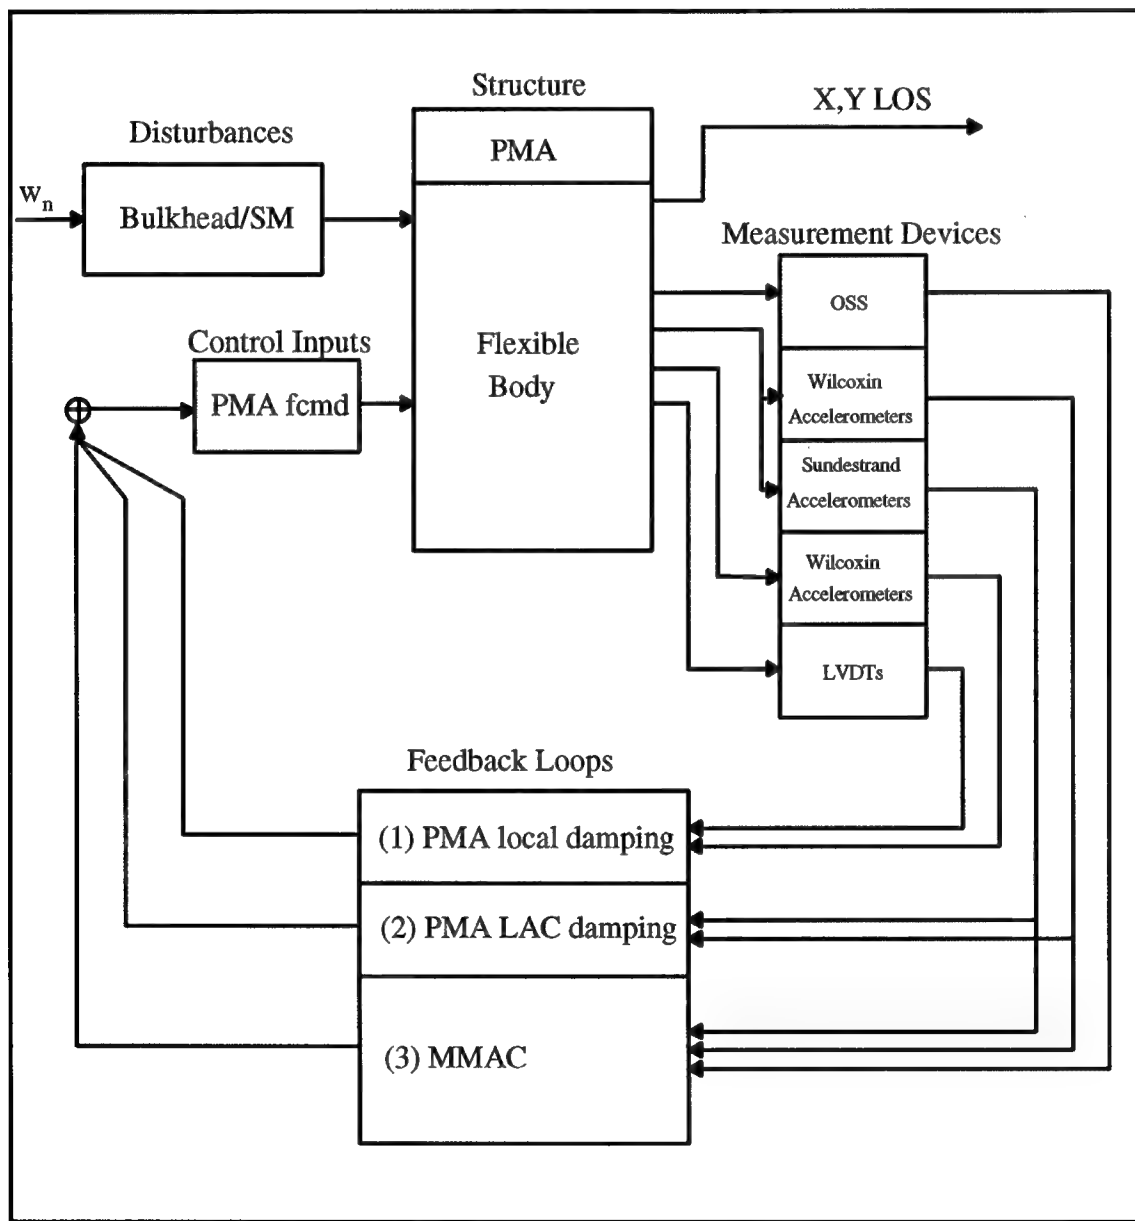 Structure
X,Y LOS
Disturbances
PMA
wn
Bulkhead/SM
Measurement Devices
OSS
Control Inputs
Flexible
Body
PMA fcmd
Wilcoxin
Accelerometers
Sundestrand
Accelerometers
Wilcoxin
Accelerometers
LVDTs
Feedback Loops
(1) PMA local damping
(2) PMA LAC damping
(3) MMAC